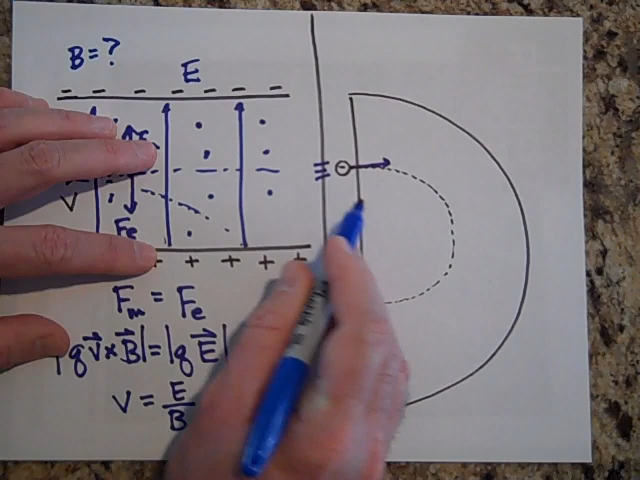 B = ?
E
- - - - - - -
V
Fe
+ + + + +
-
Fm = Fe
|qv⃗×B⃗| = |qE⃗|
V = E/B